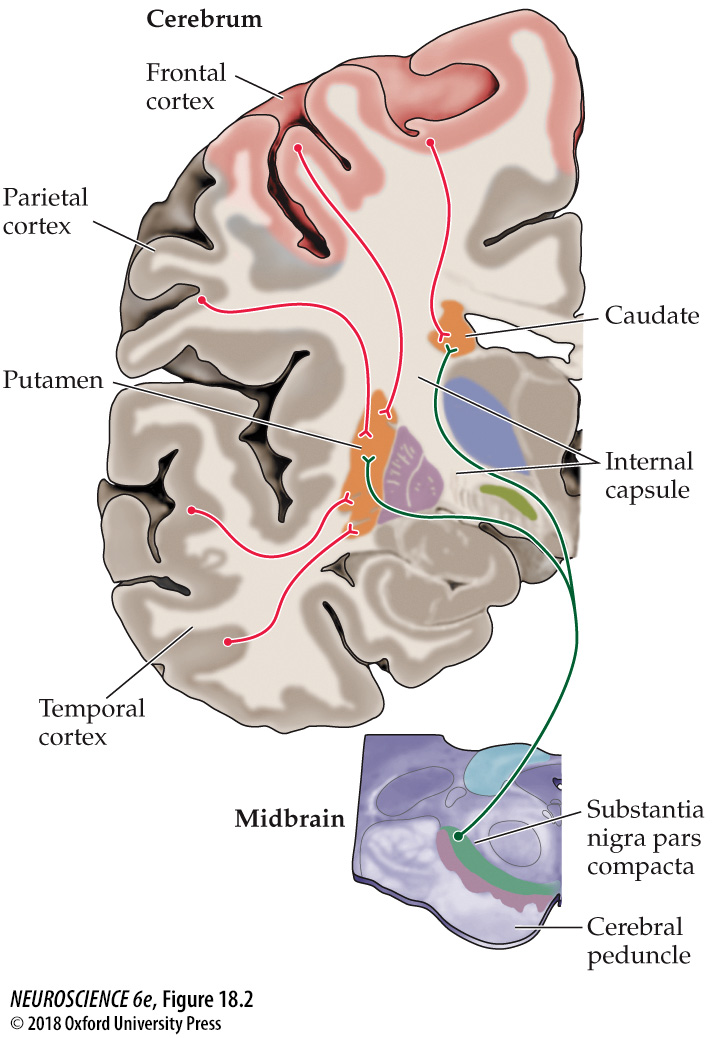 Cerebrum
Frontal
cortex
Parietal
cortex
Caudate
Putamen
Internal
capsule
Temporal
cortex
Midbrain
Substantia
nigra pars
compacta
Cerebral
peduncle
NEUROSCIENCE 6e, Figure 18.2
© 2018 Oxford University Press